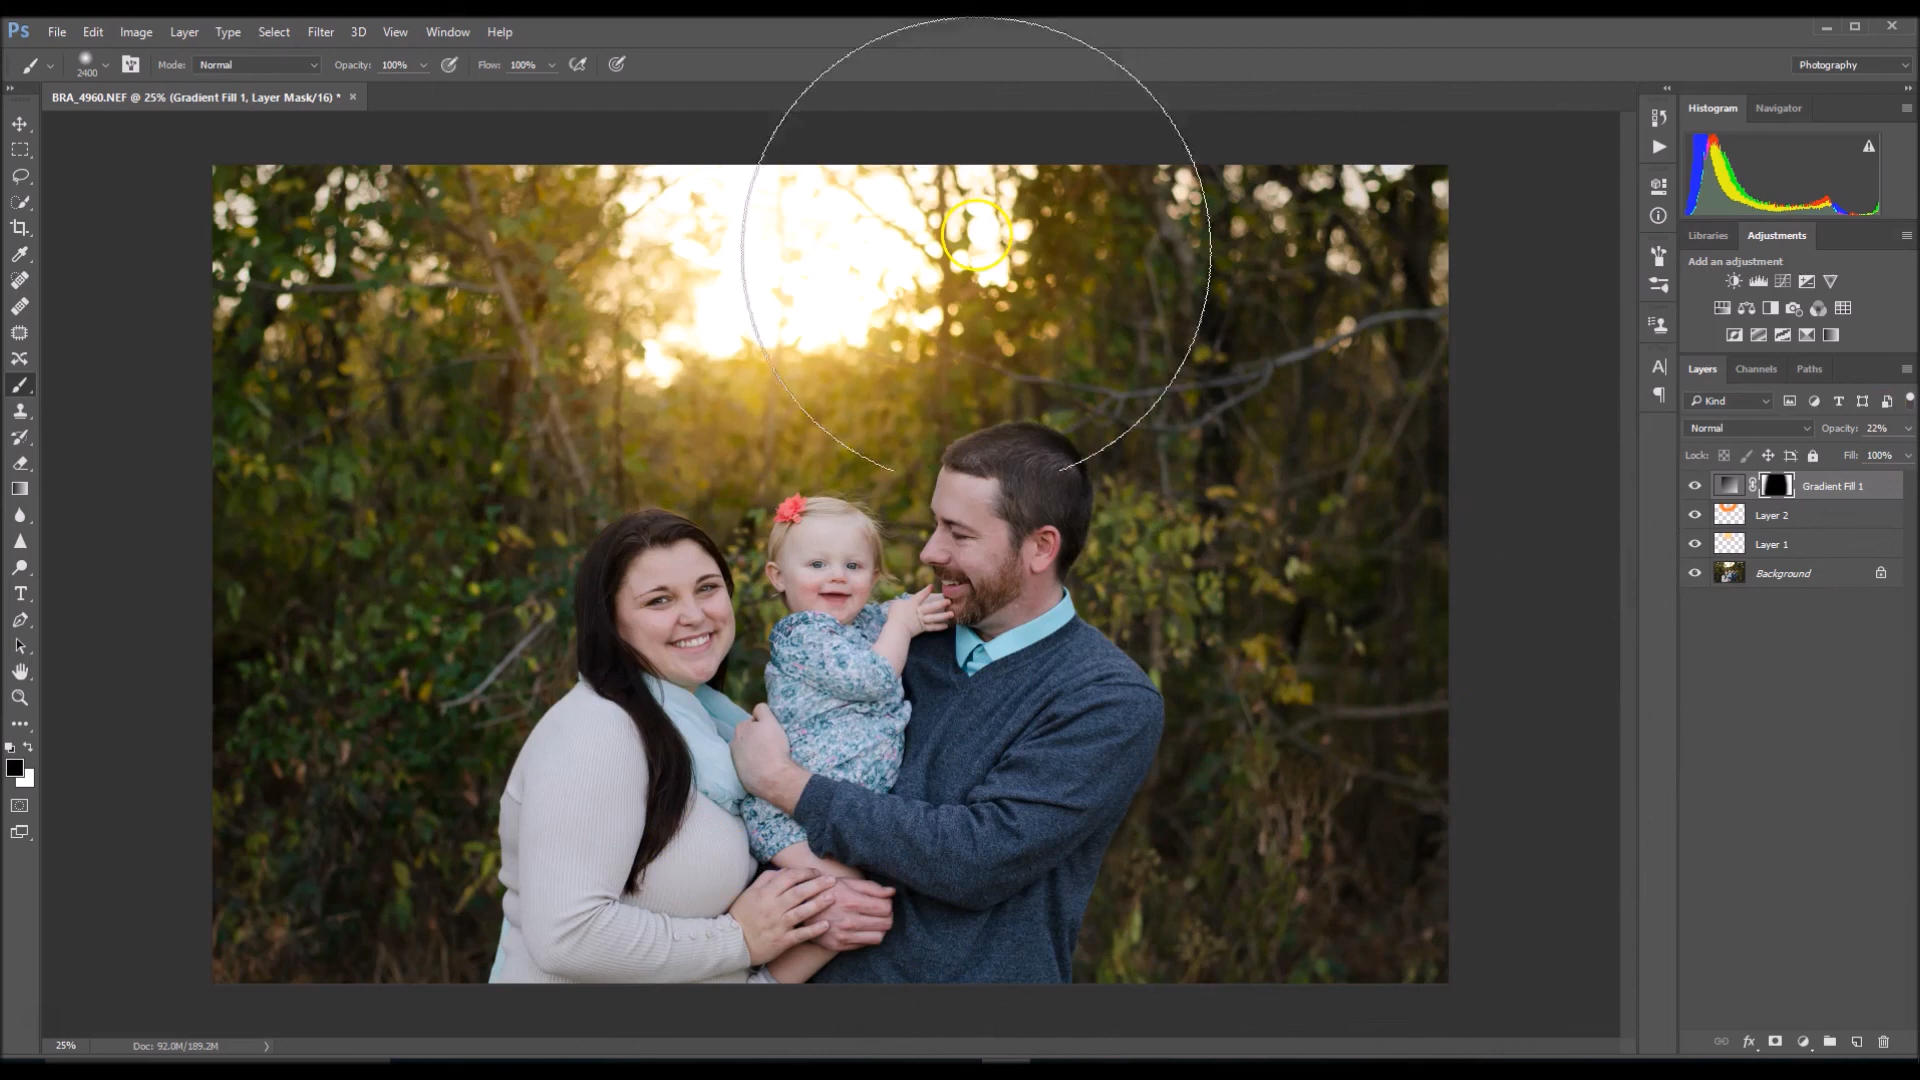 Ps File Edit Image Layer Type Select Filter 3D View Window Help
2400 Mode: Normal Opacity: 100% Flow: 100% Photography
BRA_4960.NEF @ 25% (Gradient Fill 1, Layer Mask/16) *
Histogram Navigator
Libraries Adjustments
Add an adjustment
Layers Channels Paths
Kind
Normal Opacity: 22%
Lock: Fill: 100%
Gradient Fill 1
Layer 2
Layer 1
Background
25% Doc: 92.0M/189.2M